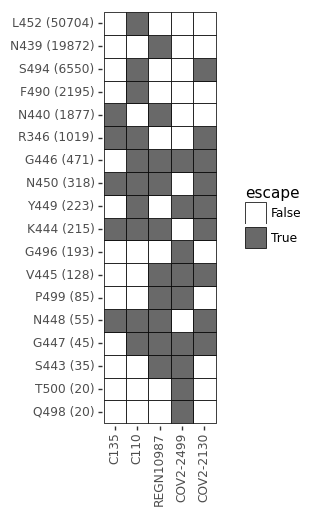 L452 (50704)
N439 (19872)
S494 (6550)
F490 (2195)
N440 (1877)
R346 (1019)
G446 (471)
N450 (318)
Y449 (223)
K444 (215)
G496 (193)
V445 (128)
P499 (85)
N448 (55)
G447 (45)
S443 (35)
T500 (20)
Q498 (20)
C135
C110
REGN10987
COV2-2499
COV2-2130
escape
False
True